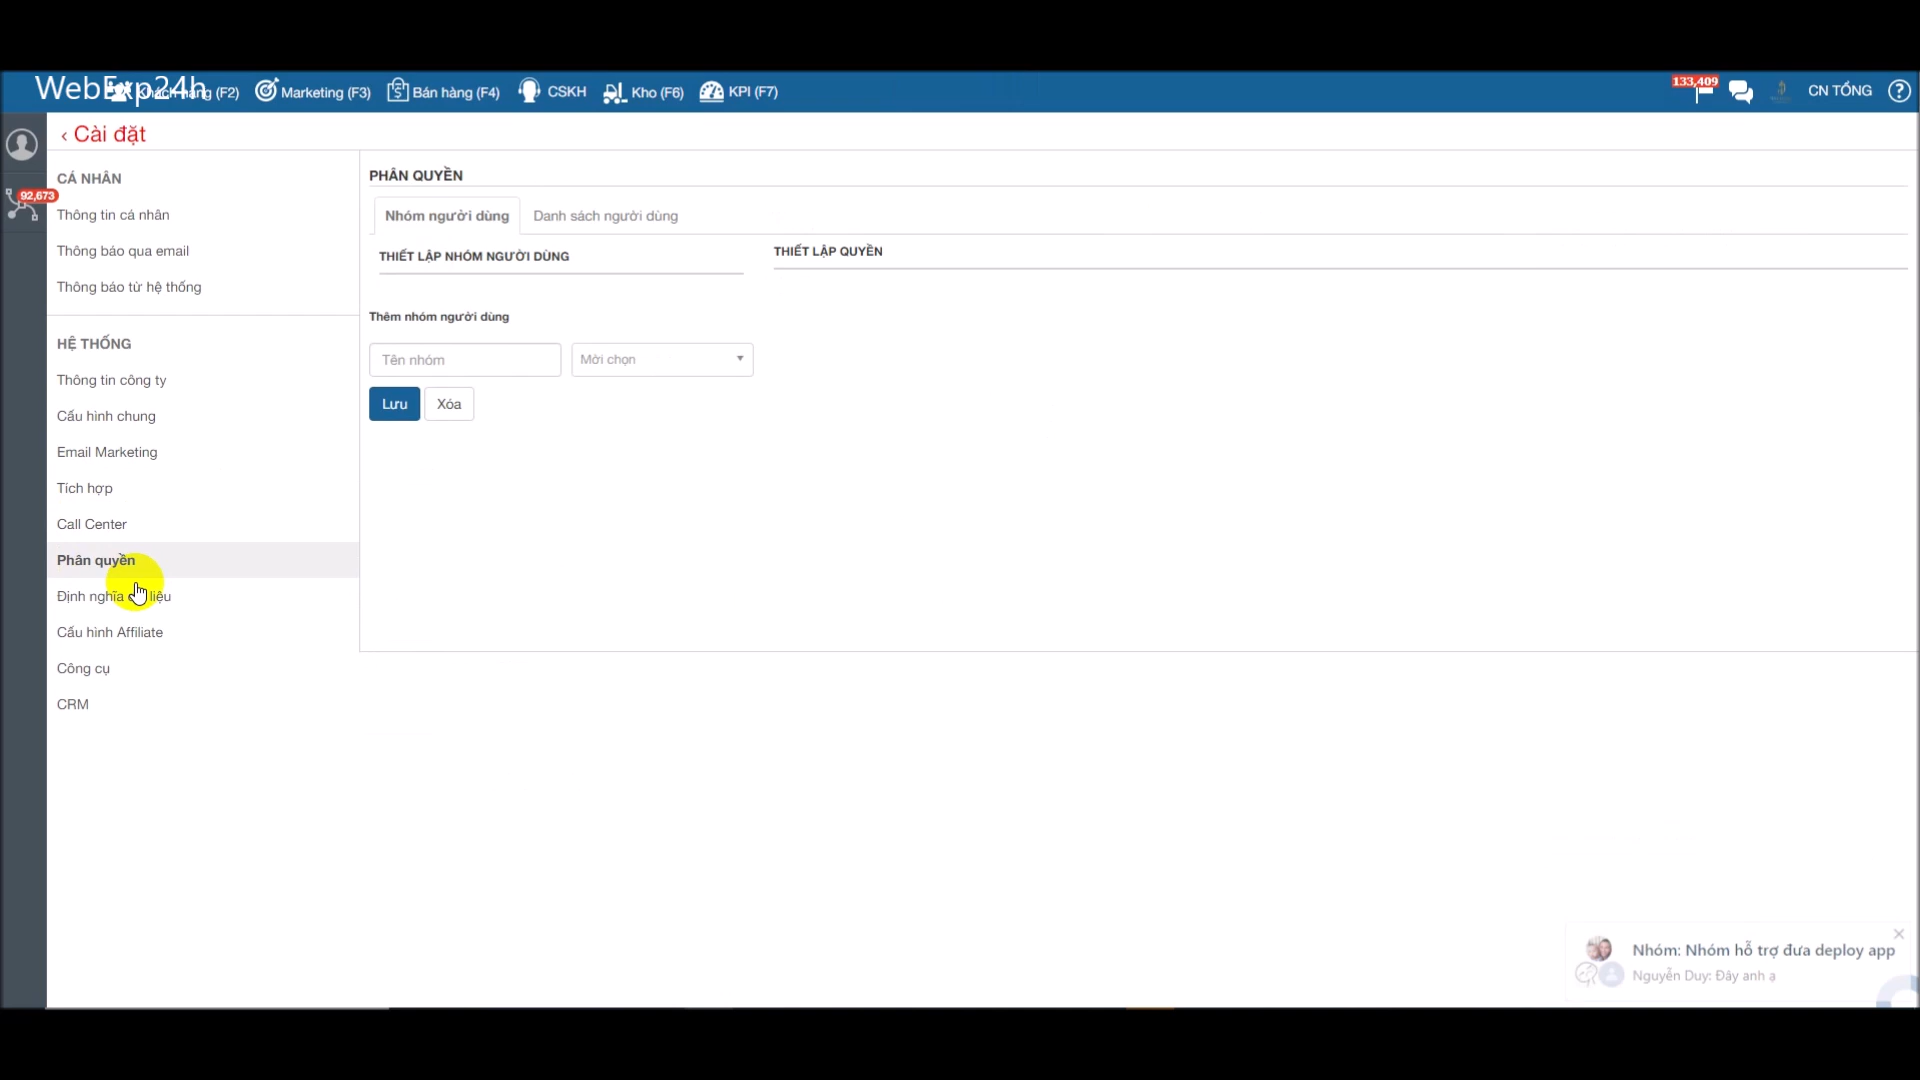 WebErp24h
Khách hàng (F2) Marketing (F3) Bán hàng (F4) CSKH Kho (F6) KPI (F7) 133,409 CN TỔNG
‹ Cài đặt
CÁ NHÂN
92,673
Thông tin cá nhân
Thông báo qua email
Thông báo từ hệ thống
HỆ THỐNG
Thông tin công ty
Cấu hình chung
Email Marketing
Tích hợp
Call Center
Phân quyền
Định nghĩa liệu
Cấu hình Affiliate
Công cụ
CRM
PHÂN QUYỀN
Nhóm người dùng Danh sách người dùng
THIẾT LẬP NHÓM NGƯỜI DÙNG
THIẾT LẬP QUYỀN
Thêm nhóm người dùng
Tên nhóm Mời chọn
Lưu Xóa
Nhóm: Nhóm hỗ trợ đưa deploy app
Nguyễn Duy: Đây anh ạ